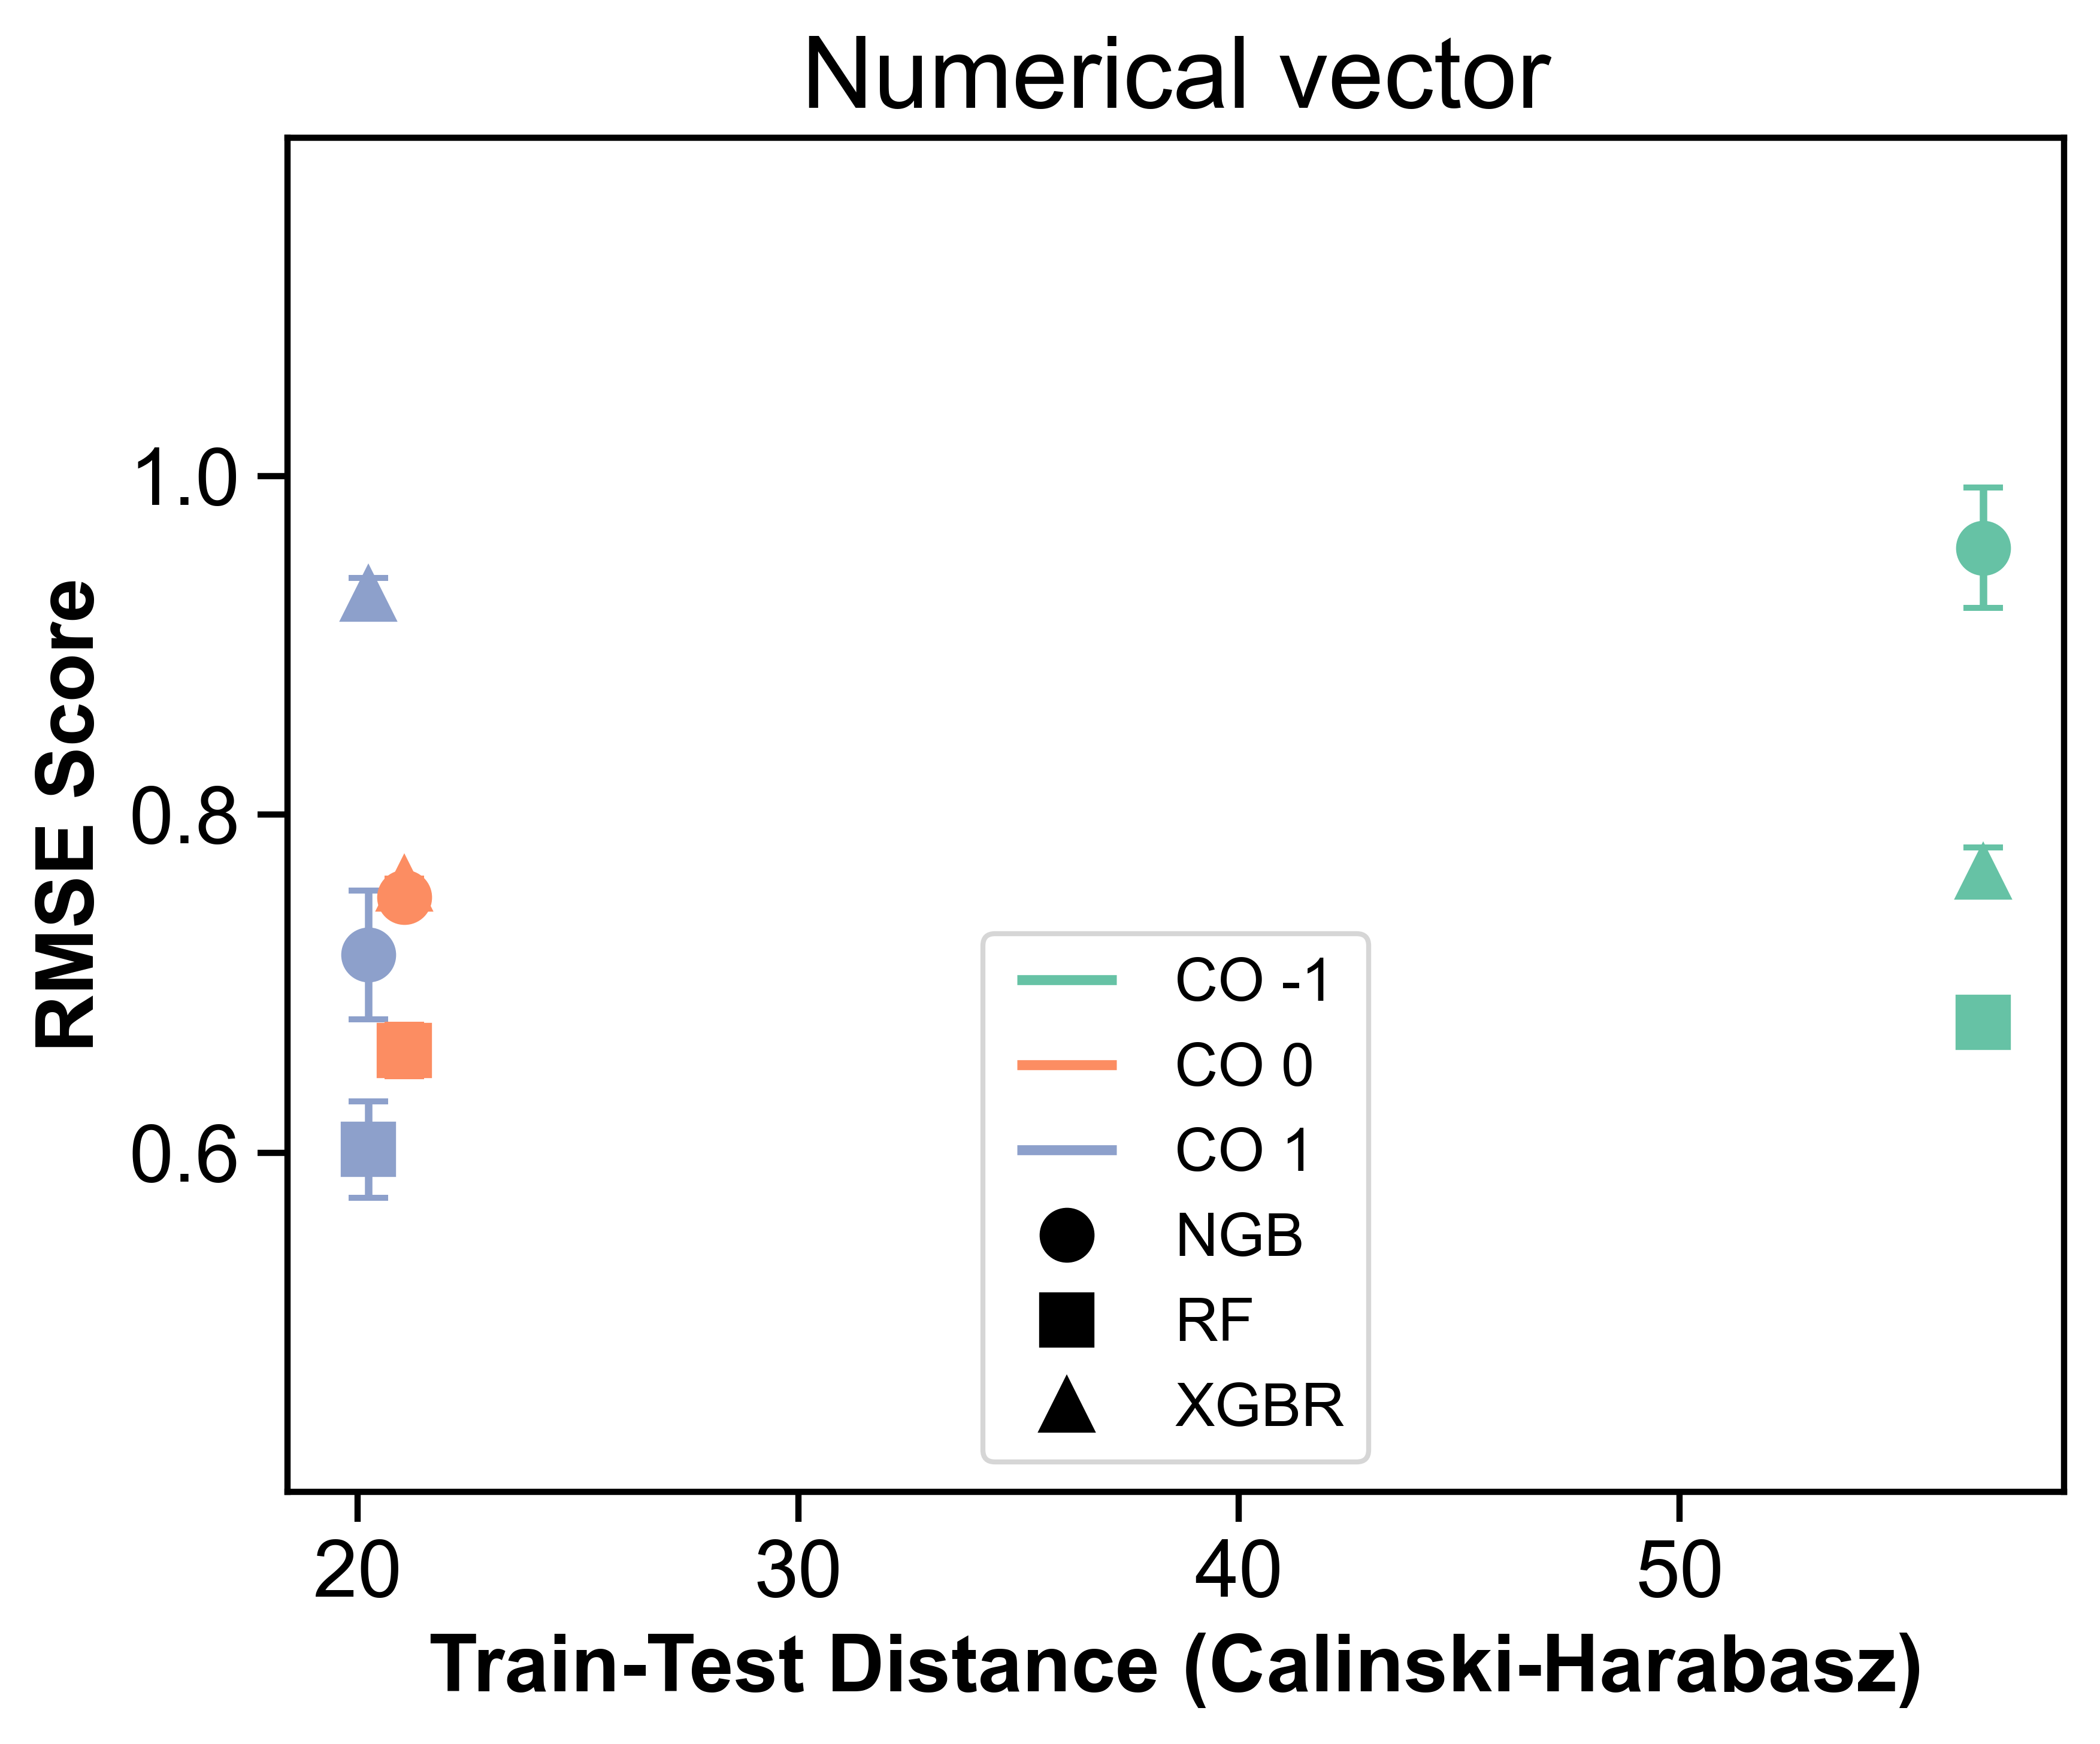 Numerical vector
RMSE Score
1.0
0.8
0.6
CO -1
CO 0
CO 1
NGB
RF
XGBR
20 30 40 50
Train-Test Distance (Calinski-Harabasz)